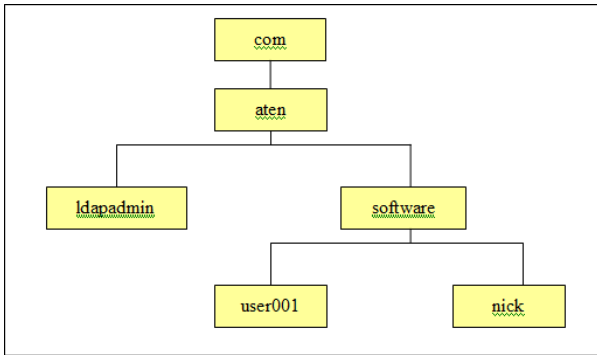 com
aten
ldapadmin
software
user001
nick